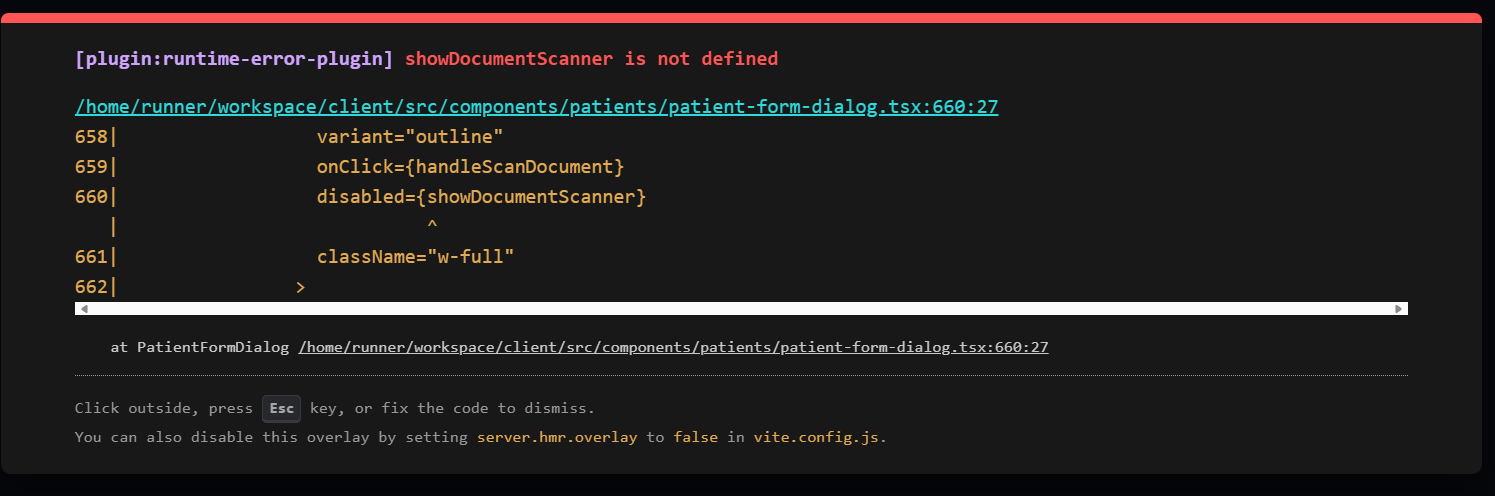 [plugin:runtime-error-plugin] showDocumentScanner is not defined
/home/runner/workspace/client/src/components/patients/patient-form-dialog.tsx:660:27
658|                  variant="outline"
659|                  onClick={handleScanDocument}
660|                  disabled={showDocumentScanner}
   |                            ^
661|                  className="w-full"
662|                >
at PatientFormDialog /home/runner/workspace/client/src/components/patients/patient-form-dialog.tsx:660:27
Click outside, press Esc key, or fix the code to dismiss.
You can also disable this overlay by setting server.hmr.overlay to false in vite.config.js.